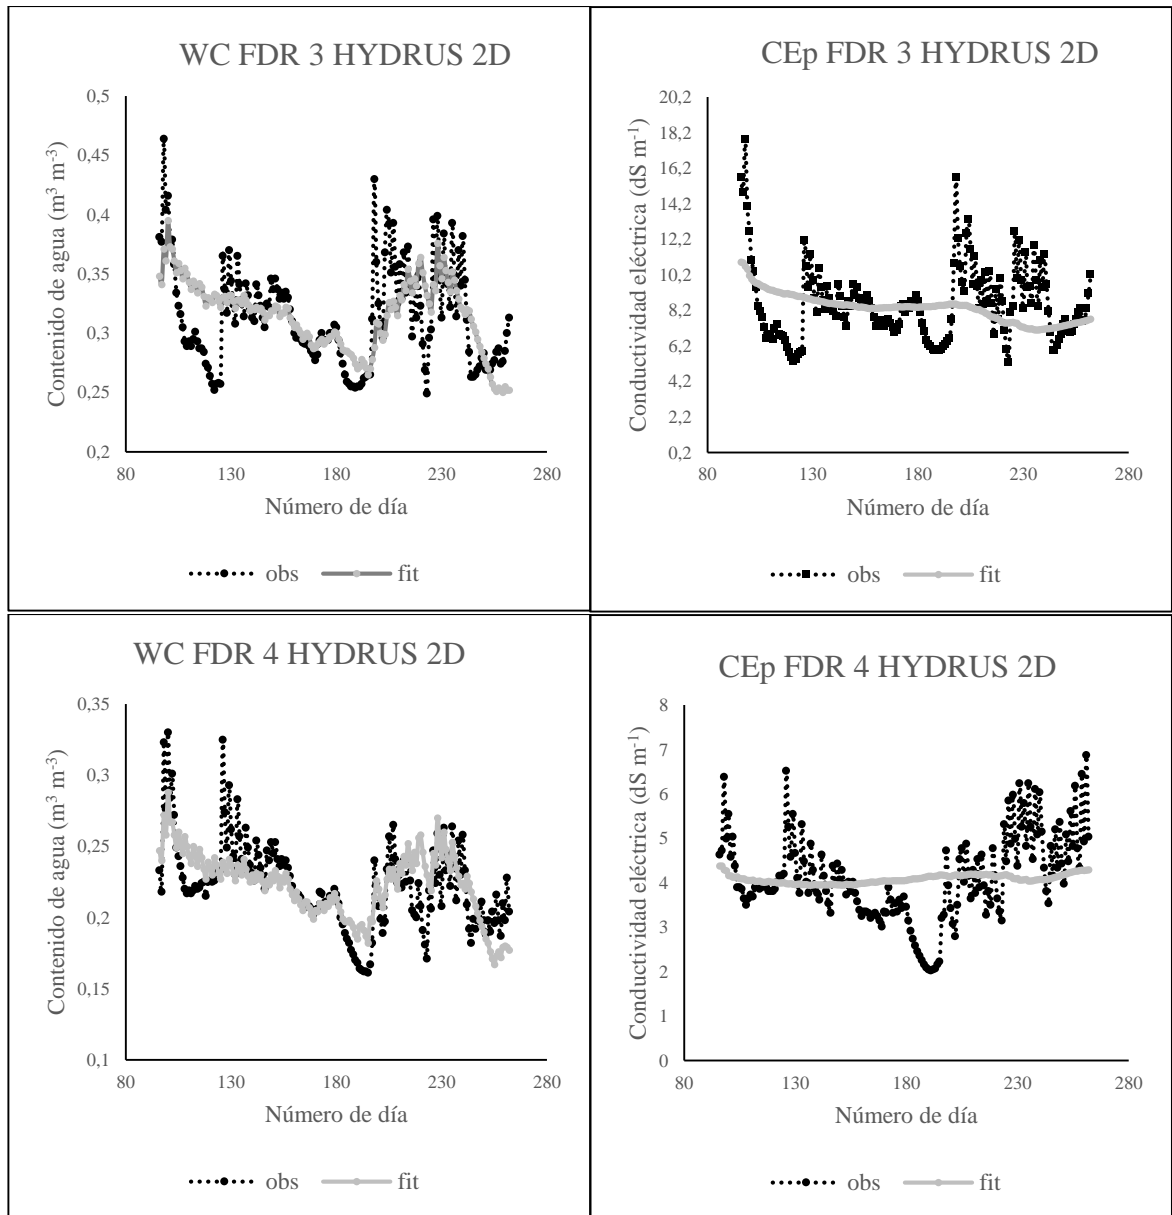 WC FDR 3 HYDRUS 2D
Contenido de agua (m³ m⁻³)
0,5
0,45
0,4
0,35
0,3
0,25
0,2
80 130 180 230 280
Número de día
obs fit
CEp FDR 3 HYDRUS 2D
Conductividad eléctrica (dS m⁻¹)
20,2
18,2
16,2
14,2
12,2
10,2
8,2
6,2
4,2
2,2
0,2
80 130 180 230 280
Número de día
obs fit
WC FDR 4 HYDRUS 2D
Contenido de agua (m³ m⁻³)
0,35
0,3
0,25
0,2
0,15
0,1
80 130 180 230 280
Número de día
obs fit
CEp FDR 4 HYDRUS 2D
Conductividad eléctrica (dS m⁻¹)
8
7
6
5
4
3
2
1
0
80 130 180 230 280
Número de día
obs fit